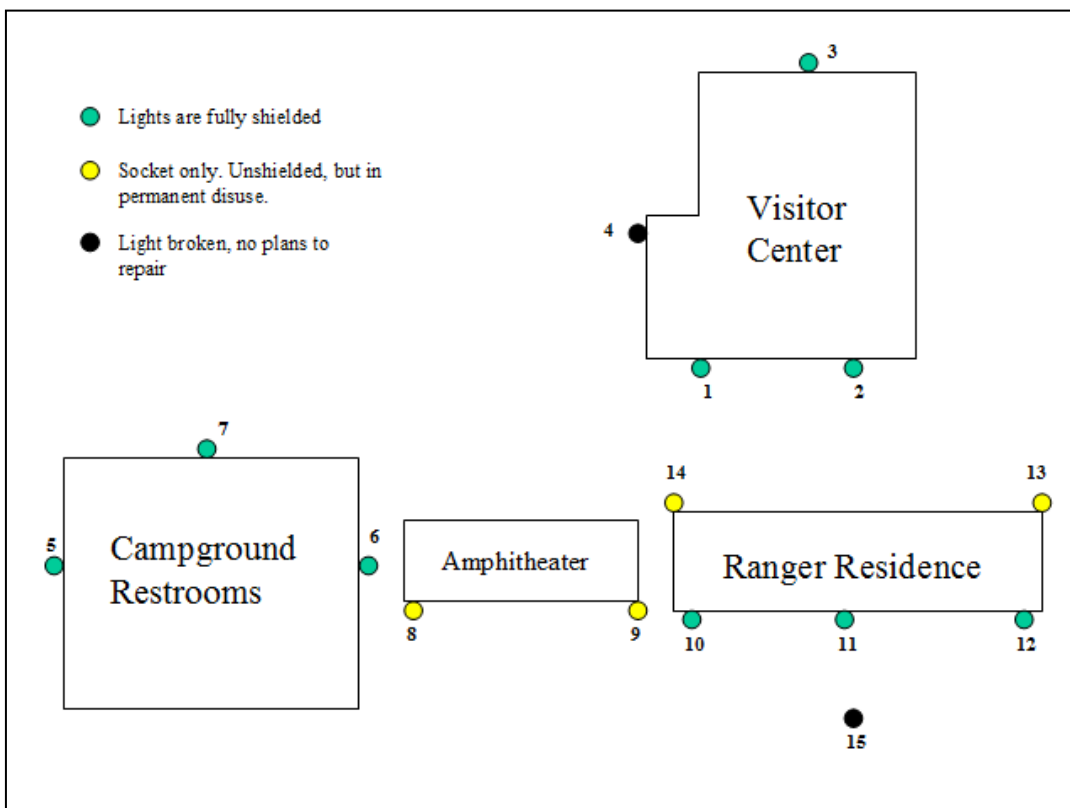 3
Lights are fully shielded
Socket only. Unshielded, but in
permanent disuse.
Light broken, no plans to
repair
4
Visitor
Center
1
2
7
14
13
5
6
Campground
Restrooms
Amphitheater
Ranger Residence
8
9
10
11
12
15